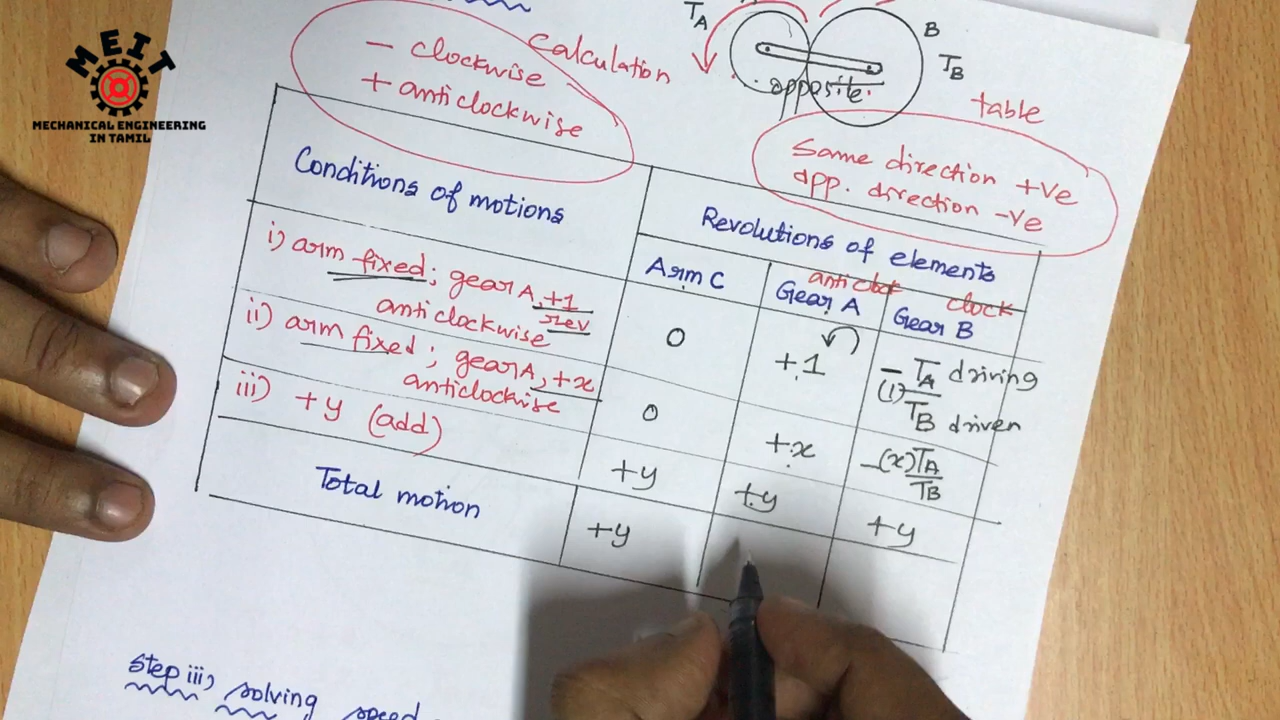 MEIT
MECHANICAL ENGINEERING
IN TAMIL
T_A
B
T_B
opposite.
calculation
table
- clockwise
+ anticlockwise
Same direction +ve
opp. direction -ve
Conditions of motions
Revolutions of elements
Arm C
anti clock
Gear A
clock
Gear B
i) arm fixed; gear A, +1 rev
anticlockwise
0
+1
- (1) T_A/T_B
driving
driven
ii) arm fixed; gear A, +x
anticlockwise
0
+x
-(x) T_A/T_B
iii) +y (add)
+y
+y
+y
Total motion
+y
Step iii, solving speed